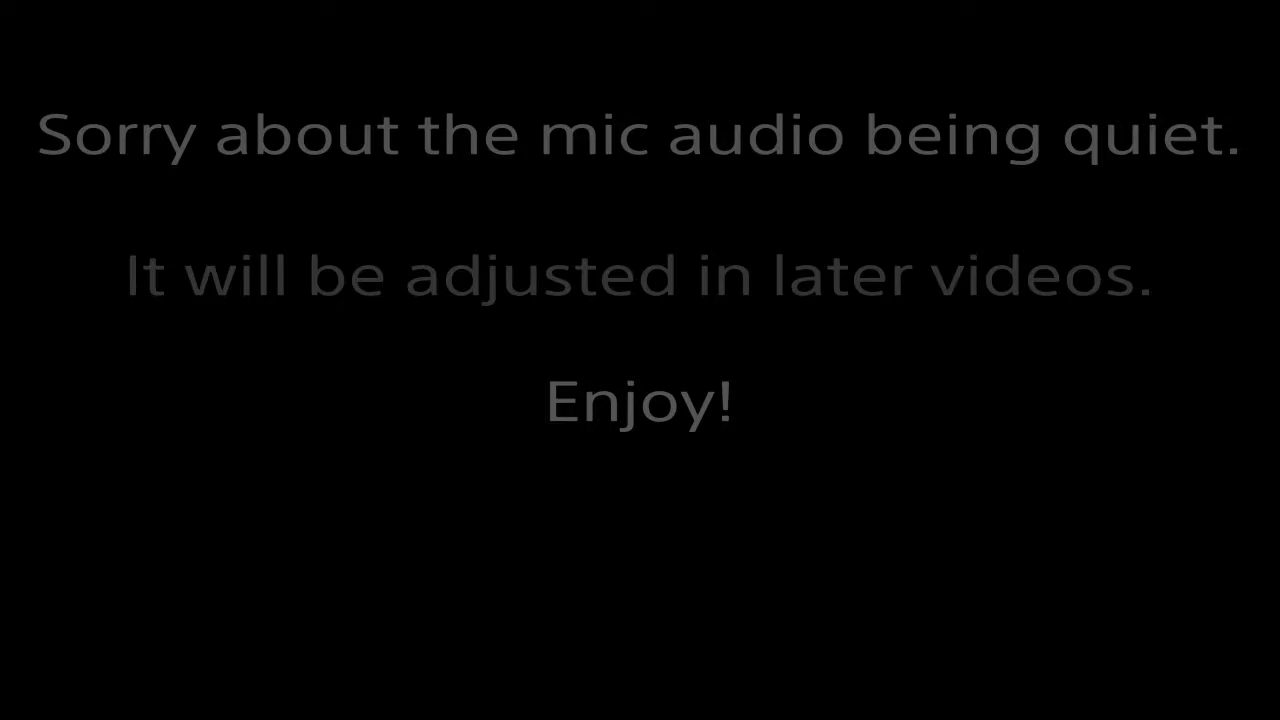 Sorry about the mic audio being quiet.
It will be adjusted in later videos.
Enjoy!